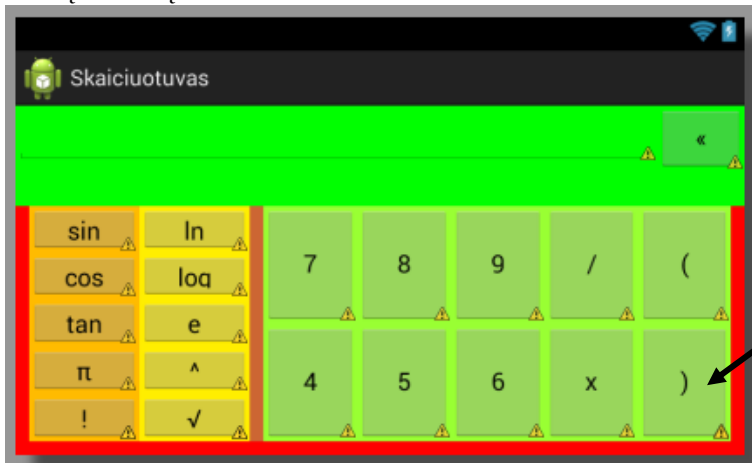 Skaiciuotuvas
«
sin ln
cos log
tan e
π ^
! √
7 8 9 / (
4 5 6 x )